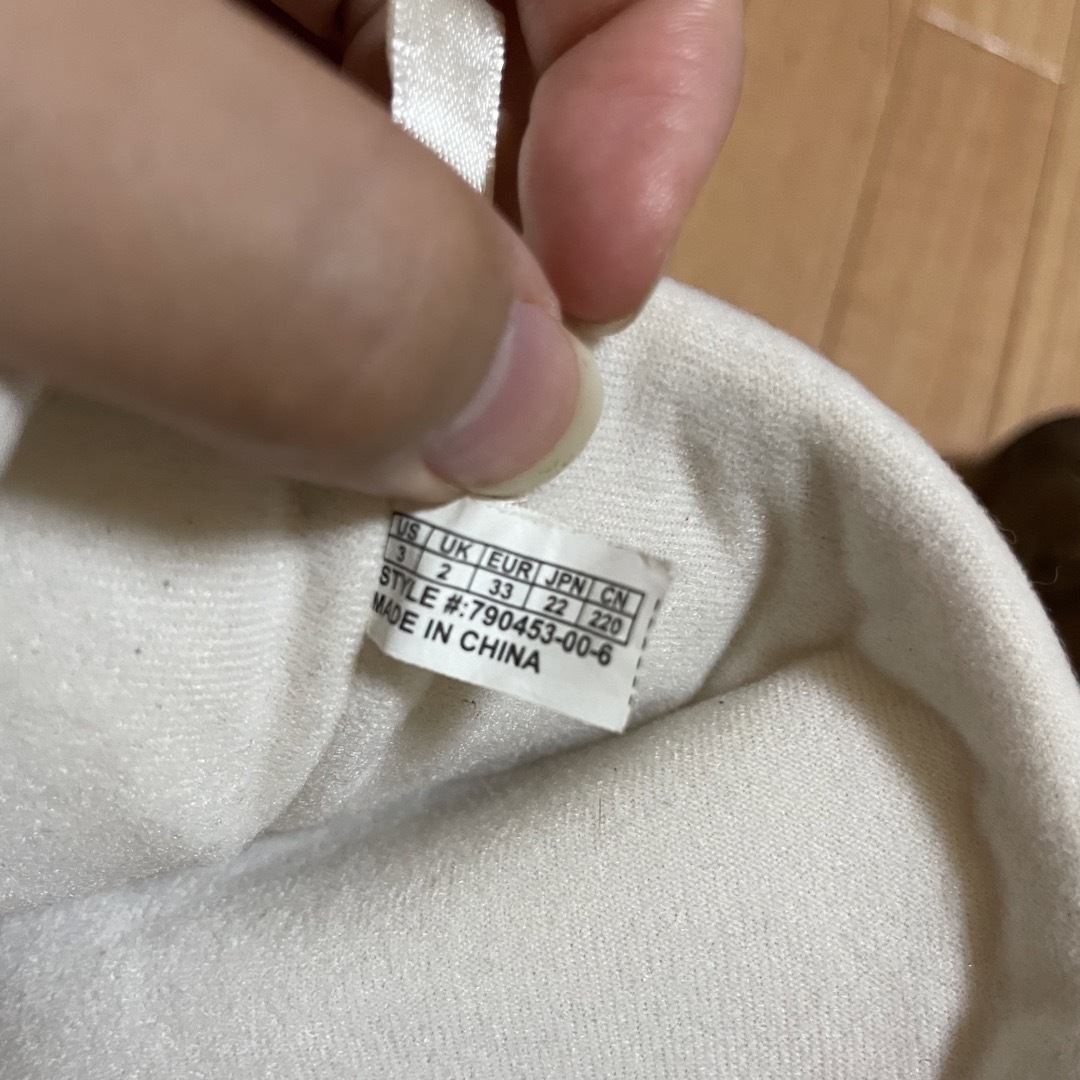 US UK EUR JPN CN
3 2 33 22 220
STYLE #:790453-00-6
MADE IN CHINA